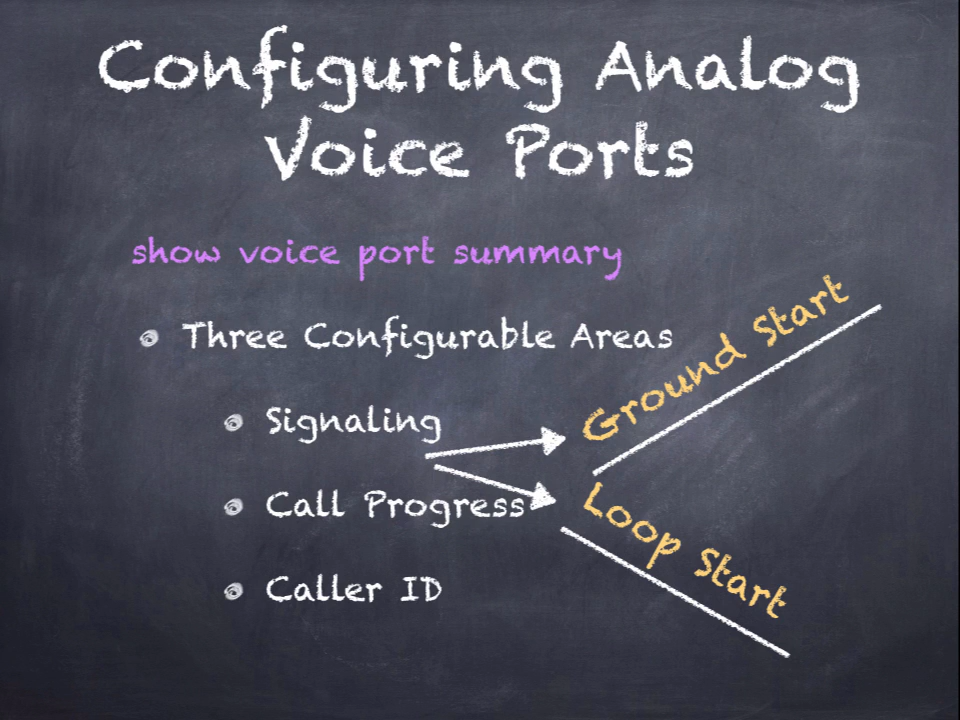 Configuring Analog
Voice Ports
show voice port summary
Three Configurable Areas
Signaling
Call Progress
Caller ID
Ground Start
Loop Start